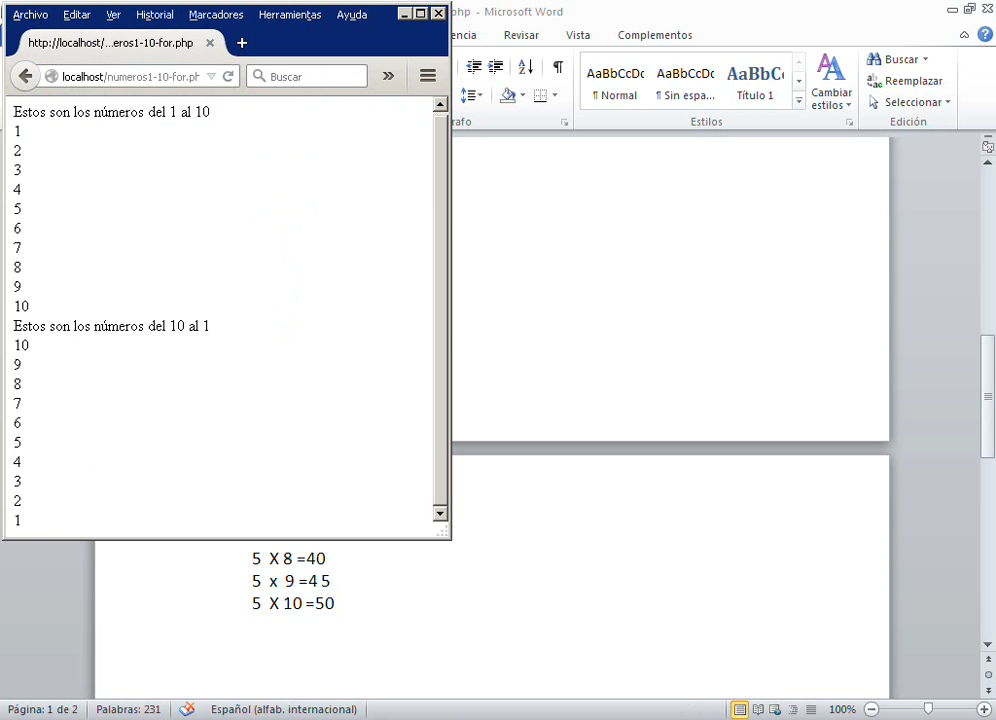 Archivo Editar Ver Historial Marcadores Herramientas Ayuda
http://localhost/...eros1-10-for.php
localhost/numeros1-10-for.ph
Buscar
Estos son los números del 1 al 10
1
2
3
4
5
6
7
8
9
10
Estos son los números del 10 al 1
10
9
8
7
6
5
4
3
2
1
php - Microsoft Word
encia Revisar Vista Complementos
AaBbCcDc AaBbCcDc AaBbC
¶ Normal ¶ Sin espa... Título 1
Cambiar
estilos
Buscar
Reemplazar
Seleccionar
rafo Estilos Edición
5 X 8 =40
5 x 9 =4 5
5 X 10 =50
Página: 1 de 2 Palabras: 231 Español (alfab. internacional) 100%